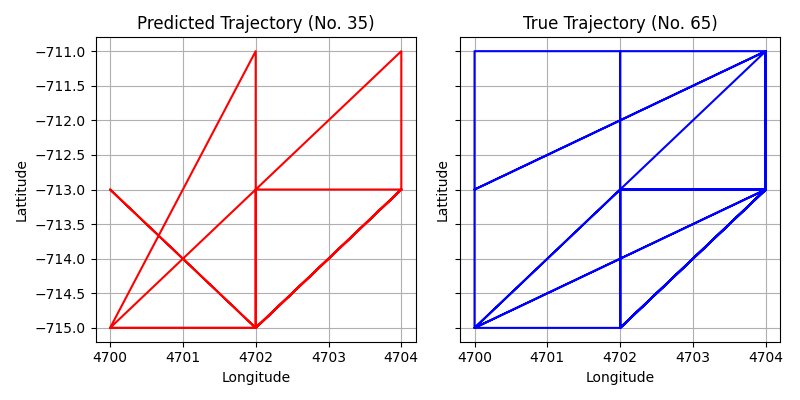 Predicted Trajectory (No. 35)
True Trajectory (No. 65)
−711.0
−711.5
−712.0
−712.5
−713.0
−713.5
−714.0
−714.5
−715.0
Lattitude
Lattitude
4700 4701 4702 4703 4704
4700 4701 4702 4703 4704
Longitude
Longitude